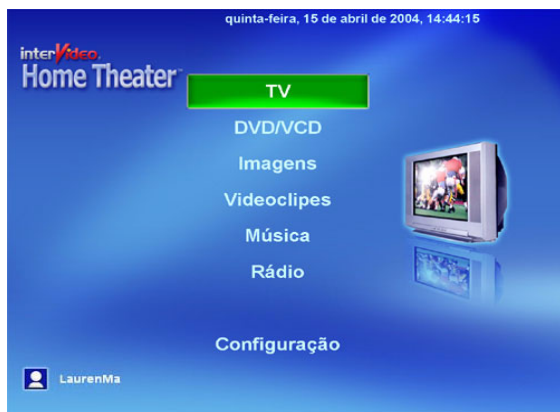 quinta-feira, 15 de abril de 2004, 14:44:15
interVideo.
Home Theater™
TV
DVD/VCD
Imagens
Videoclipes
Música
Rádio
Configuração
LaurenMa